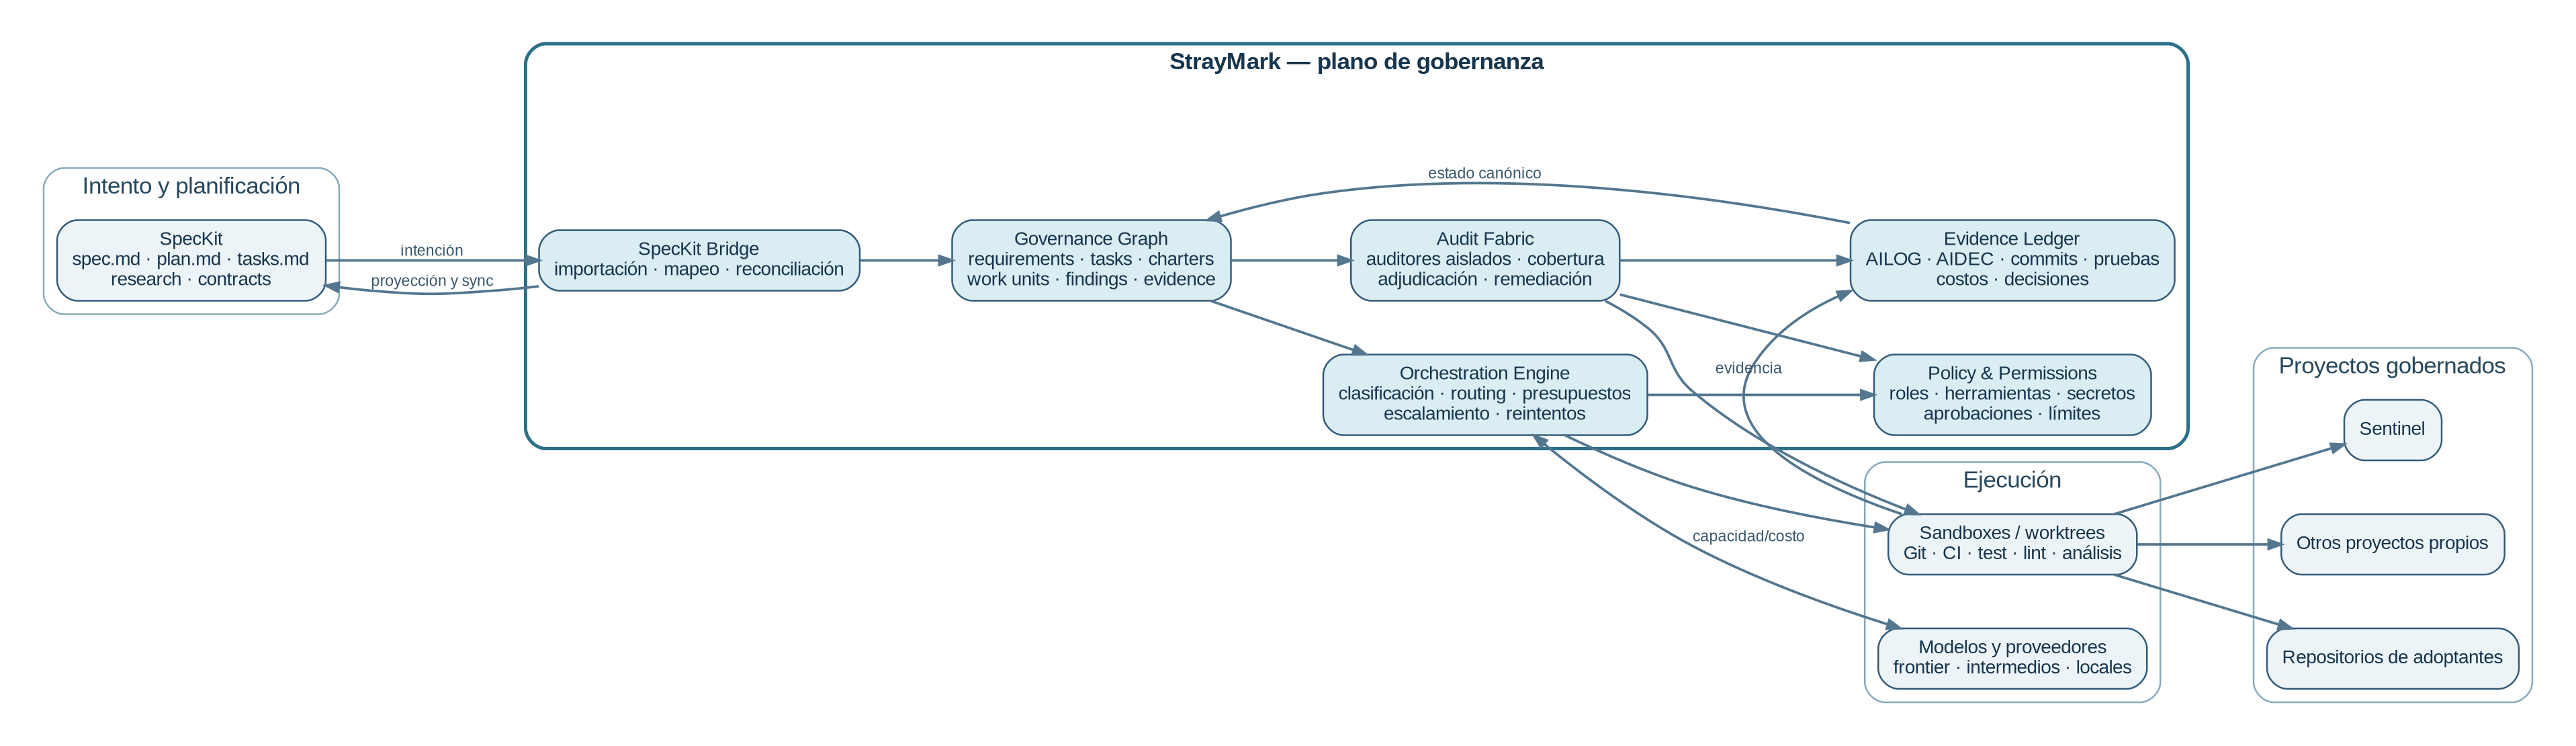 StrayMark — plano de gobernanza
Intento y planificación
SpecKit
spec.md · plan.md · tasks.md
research · contracts
intención
proyección y sync
SpecKit Bridge
importación · mapeo · reconciliación
Governance Graph
requirements · tasks · charters
work units · findings · evidence
estado canónico
Audit Fabric
auditores aislados · cobertura
adjudicación · remediación
Evidence Ledger
AILOG · AIDEC · commits · pruebas
costos · decisiones
Orchestration Engine
clasificación · routing · presupuestos
escalamiento · reintentos
evidencia
Policy & Permissions
roles · herramientas · secretos
aprobaciones · límites
capacidad/costo
Ejecución
Sandboxes / worktrees
Git · CI · test · lint · análisis
Modelos y proveedores
frontier · intermedios · locales
Proyectos gobernados
Sentinel
Otros proyectos propios
Repositorios de adoptantes